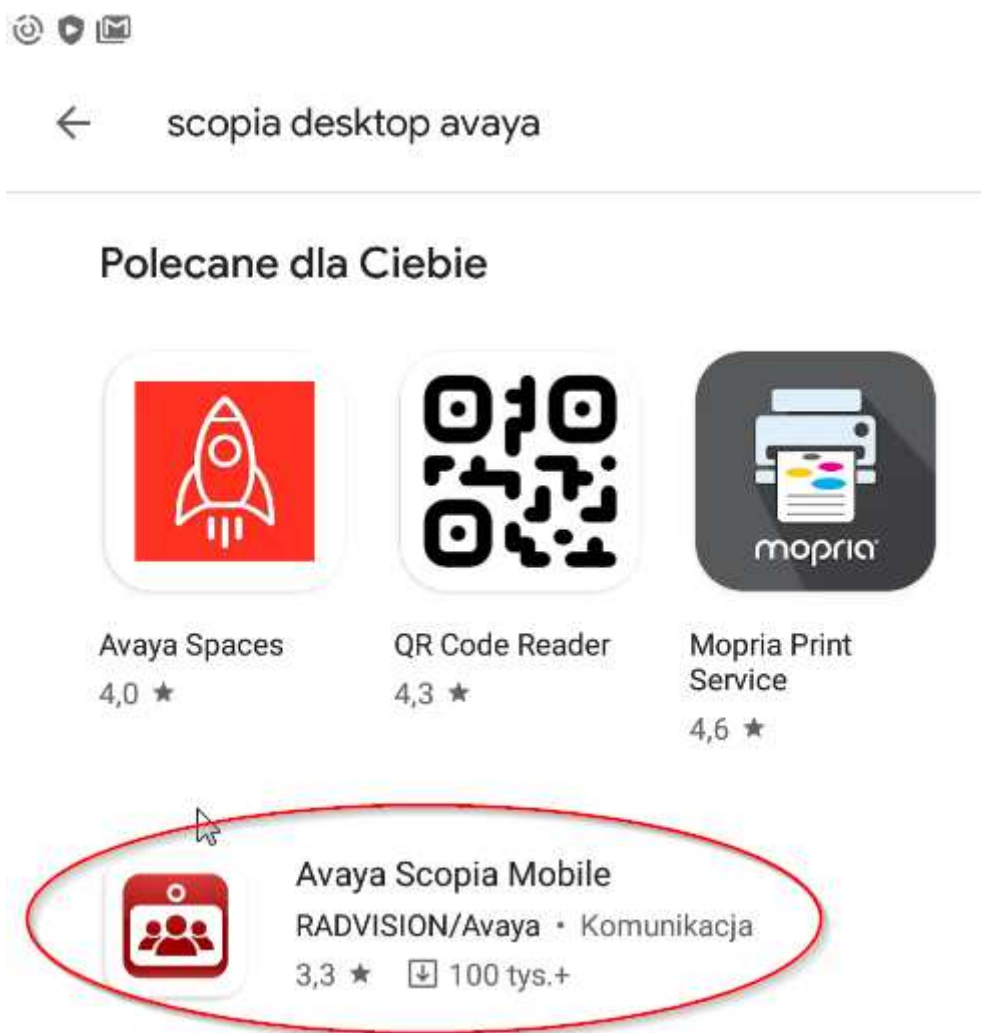 scopia desktop avaya
Polecane dla Ciebie
mopria
Avaya Spaces
4,0 ★
QR Code Reader
4,3 ★
Mopria Print
Service
4,6 ★
Avaya Scopia Mobile
RADVISION/Avaya • Komunikacja
3,3 ★ 100 tys.+